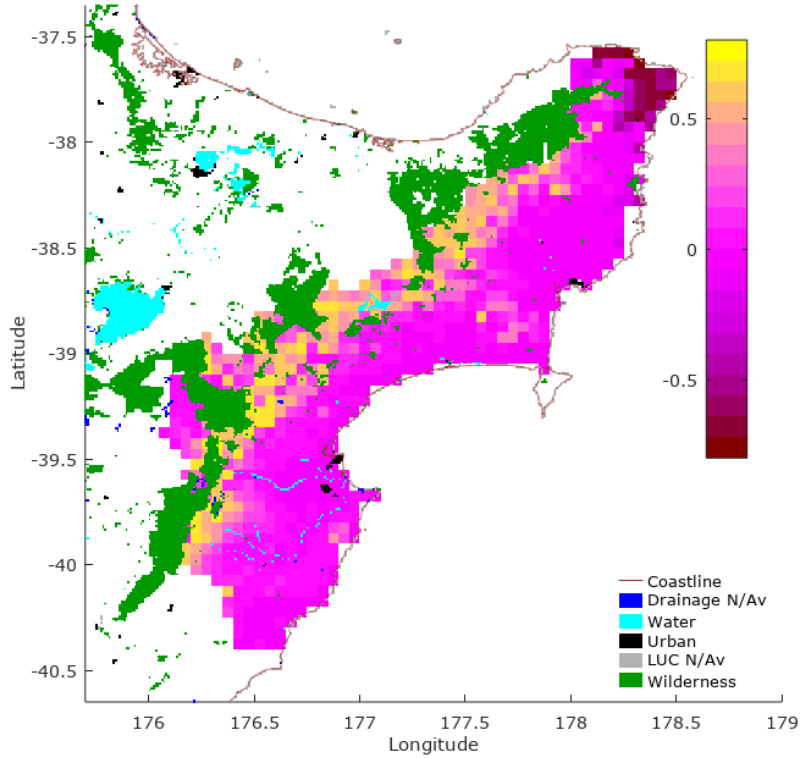 -37.5
-38
-38.5
-39
-39.5
-40
-40.5
Latitude
176
176.5
177
177.5
178
178.5
179
Longitude
0.5
0
-0.5
Coastline
Drainage N/Av
Water
Urban
LUC N/Av
Wilderness